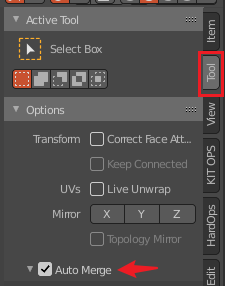 Active Tool
Select Box
Options
Transform
Correct Face Att...
Keep Connected
UVs
Live Unwrap
Mirror
X
Y
Z
Topology Mirror
Auto Merge
Item
Tool
View
KIT OPS
HardOps
Edit